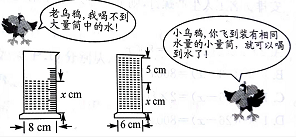 老乌鸦,我喝不到
大量筒中的水!
小乌鸦,你飞到装有相同
水量的小量筒,就可以喝
到水了!
x cm
8 cm
5 cm
x cm
6 cm